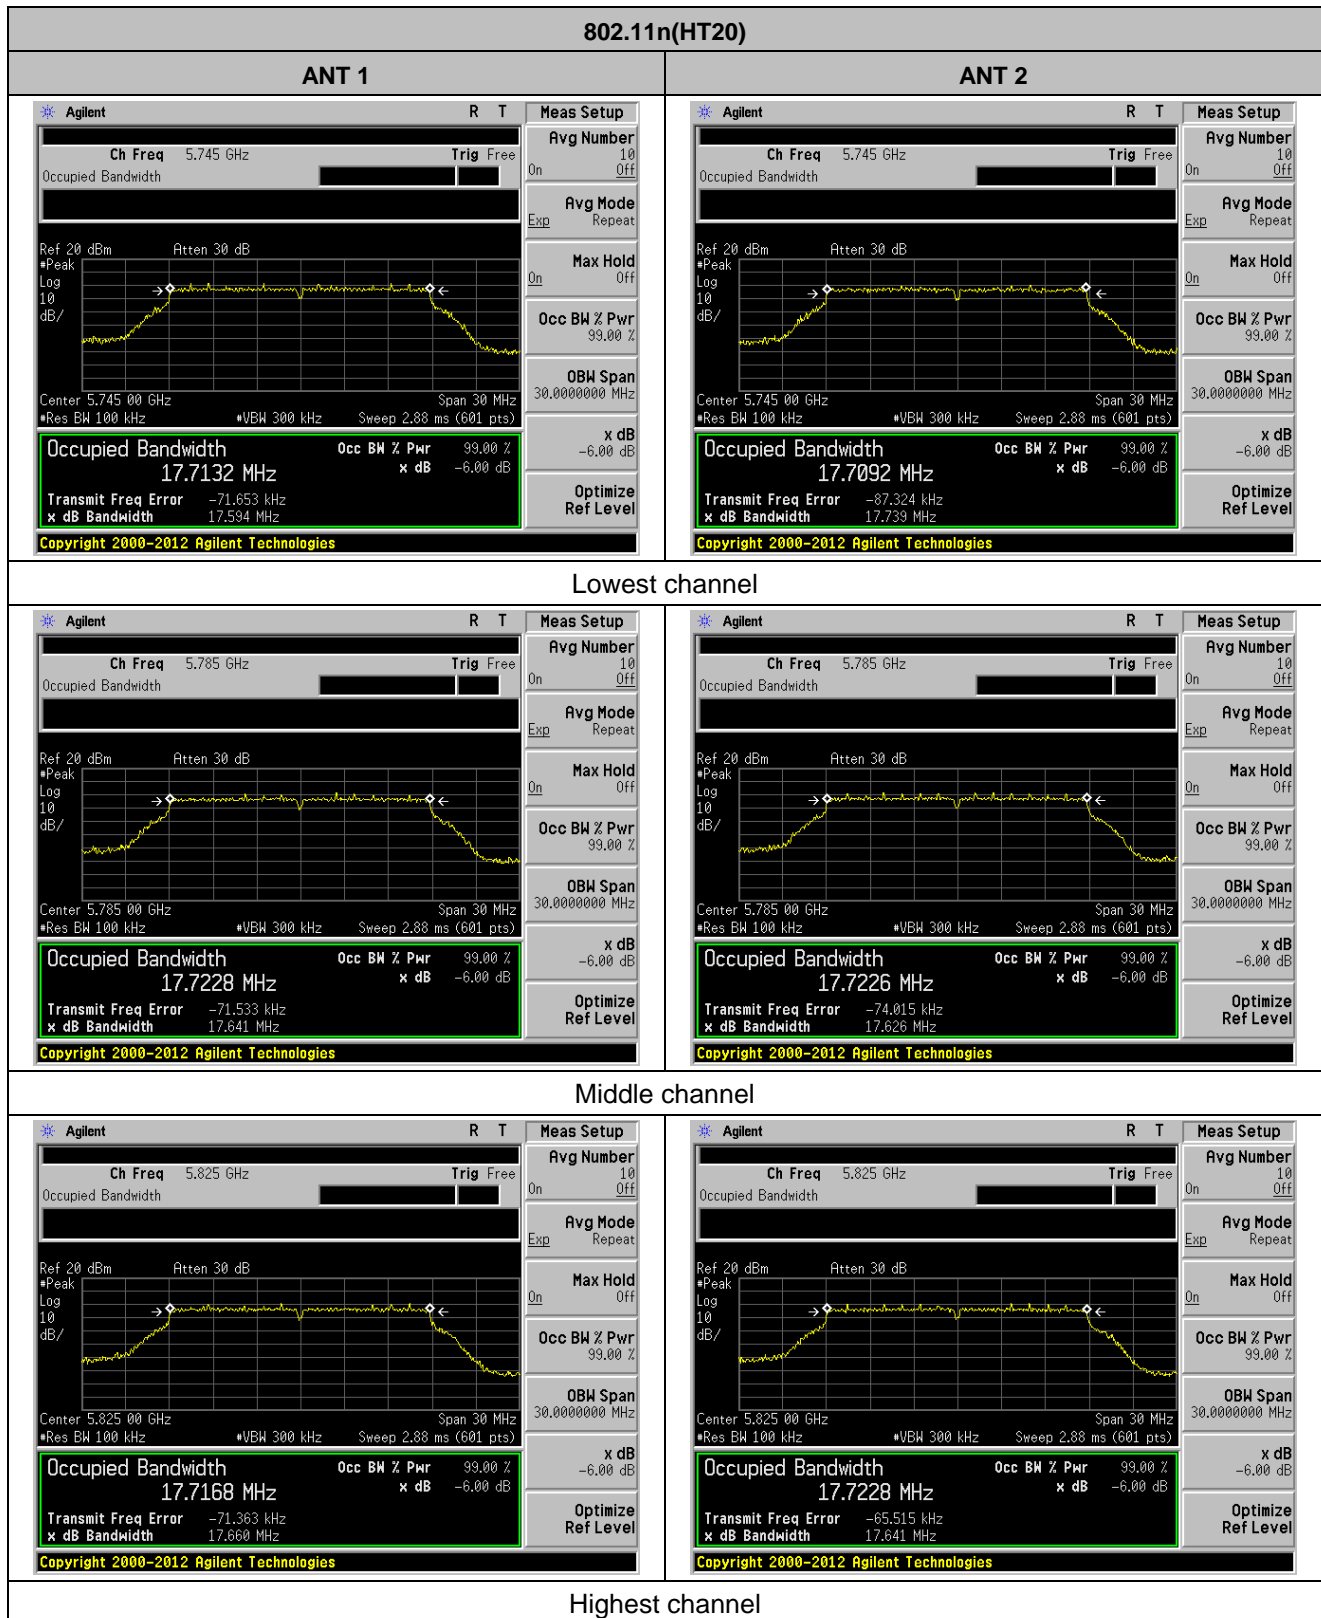 802.11n(HT20)
ANT 1
ANT 2
Agilent R T Meas Setup
Ch Freq 5.745 GHz Trig Free
Occupied Bandwidth
Avg Number
10
On Off
Avg Mode
Exp Repeat
Ref 20 dBm Atten 30 dB
#Peak
Log
10
dB/
Max Hold
On Off
Occ BW % Pwr
99.00 %
OBW Span
30.0000000 MHz
Center 5.745 00 GHz Span 30 MHz
#Res BW 100 kHz #VBW 300 kHz Sweep 2.88 ms (601 pts)
Occupied Bandwidth Occ BW % Pwr 99.00 %
17.7132 MHz x dB -6.00 dB
Transmit Freq Error -71.653 kHz
x dB Bandwidth 17.594 MHz
x dB
-6.00 dB
Optimize
Ref Level
Copyright 2000-2012 Agilent Technologies
Agilent R T Meas Setup
Ch Freq 5.745 GHz Trig Free
Occupied Bandwidth
Avg Number
10
On Off
Avg Mode
Exp Repeat
Ref 20 dBm Atten 30 dB
#Peak
Log
10
dB/
Max Hold
On Off
Occ BW % Pwr
99.00 %
OBW Span
30.0000000 MHz
Center 5.745 00 GHz Span 30 MHz
#Res BW 100 kHz #VBW 300 kHz Sweep 2.88 ms (601 pts)
Occupied Bandwidth Occ BW % Pwr 99.00 %
17.7092 MHz x dB -6.00 dB
Transmit Freq Error -87.324 kHz
x dB Bandwidth 17.739 MHz
x dB
-6.00 dB
Optimize
Ref Level
Copyright 2000-2012 Agilent Technologies
Lowest channel
Agilent R T Meas Setup
Ch Freq 5.785 GHz Trig Free
Occupied Bandwidth
Avg Number
10
On Off
Avg Mode
Exp Repeat
Ref 20 dBm Atten 30 dB
#Peak
Log
10
dB/
Max Hold
On Off
Occ BW % Pwr
99.00 %
OBW Span
30.0000000 MHz
Center 5.785 00 GHz Span 30 MHz
#Res BW 100 kHz #VBW 300 kHz Sweep 2.88 ms (601 pts)
Occupied Bandwidth Occ BW % Pwr 99.00 %
17.7228 MHz x dB -6.00 dB
Transmit Freq Error -71.533 kHz
x dB Bandwidth 17.641 MHz
x dB
-6.00 dB
Optimize
Ref Level
Copyright 2000-2012 Agilent Technologies
Agilent R T Meas Setup
Ch Freq 5.785 GHz Trig Free
Occupied Bandwidth
Avg Number
10
On Off
Avg Mode
Exp Repeat
Ref 20 dBm Atten 30 dB
#Peak
Log
10
dB/
Max Hold
On Off
Occ BW % Pwr
99.00 %
OBW Span
30.0000000 MHz
Center 5.785 00 GHz Span 30 MHz
#Res BW 100 kHz #VBW 300 kHz Sweep 2.88 ms (601 pts)
Occupied Bandwidth Occ BW % Pwr 99.00 %
17.7226 MHz x dB -6.00 dB
Transmit Freq Error -74.015 kHz
x dB Bandwidth 17.626 MHz
x dB
-6.00 dB
Optimize
Ref Level
Copyright 2000-2012 Agilent Technologies
Middle channel
Agilent R T Meas Setup
Ch Freq 5.825 GHz Trig Free
Occupied Bandwidth
Avg Number
10
On Off
Avg Mode
Exp Repeat
Ref 20 dBm Atten 30 dB
#Peak
Log
10
dB/
Max Hold
On Off
Occ BW % Pwr
99.00 %
OBW Span
30.0000000 MHz
Center 5.825 00 GHz Span 30 MHz
#Res BW 100 kHz #VBW 300 kHz Sweep 2.88 ms (601 pts)
Occupied Bandwidth Occ BW % Pwr 99.00 %
17.7168 MHz x dB -6.00 dB
Transmit Freq Error -71.363 kHz
x dB Bandwidth 17.660 MHz
x dB
-6.00 dB
Optimize
Ref Level
Copyright 2000-2012 Agilent Technologies
Agilent R T Meas Setup
Ch Freq 5.825 GHz Trig Free
Occupied Bandwidth
Avg Number
10
On Off
Avg Mode
Exp Repeat
Ref 20 dBm Atten 30 dB
#Peak
Log
10
dB/
Max Hold
On Off
Occ BW % Pwr
99.00 %
OBW Span
30.0000000 MHz
Center 5.825 00 GHz Span 30 MHz
#Res BW 100 kHz #VBW 300 kHz Sweep 2.88 ms (601 pts)
Occupied Bandwidth Occ BW % Pwr 99.00 %
17.7228 MHz x dB -6.00 dB
Transmit Freq Error -65.515 kHz
x dB Bandwidth 17.641 MHz
x dB
-6.00 dB
Optimize
Ref Level
Copyright 2000-2012 Agilent Technologies
Highest channel